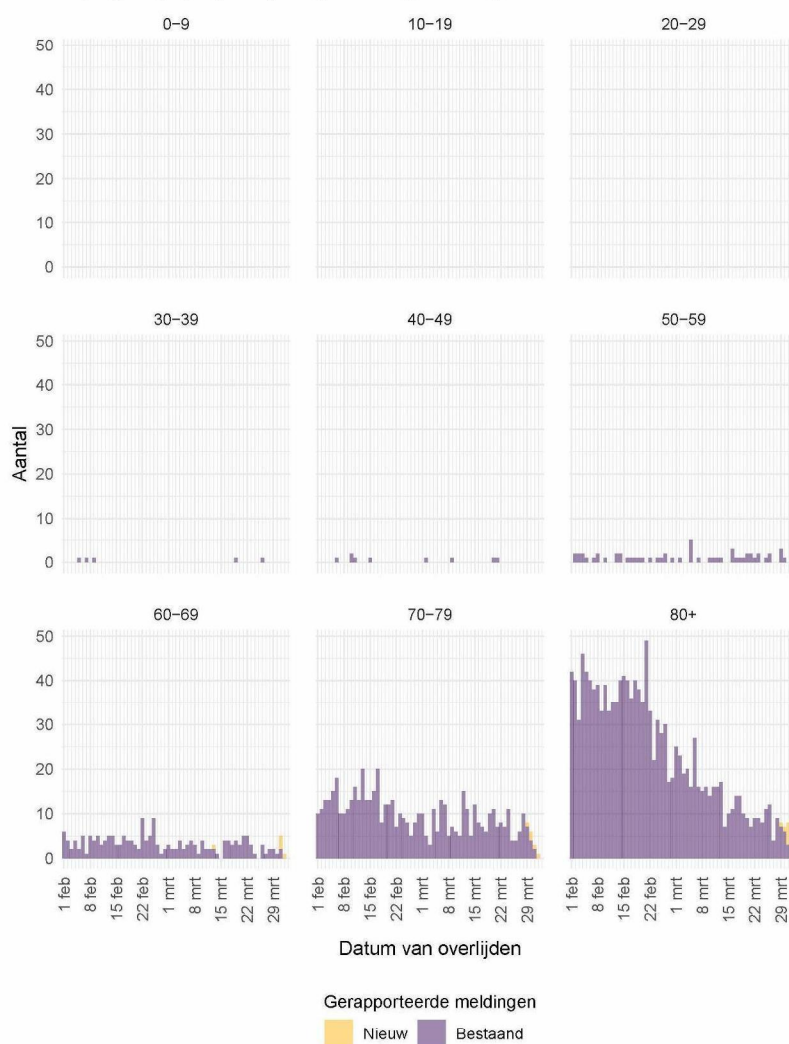 0−9
10−19
20−29
50
40
30
20
10
0
30−39
40−49
50−59
50
40
30
20
10
0
Aantal
60−69
70−79
80+
50
40
30
20
10
0
1 feb
8 feb
15 feb
22 feb
1 mrt
8 mrt
15 mrt
22 mrt
29 mrt
1 feb
8 feb
15 feb
22 feb
1 mrt
8 mrt
15 mrt
22 mrt
29 mrt
1 feb
8 feb
15 feb
22 feb
1 mrt
8 mrt
15 mrt
22 mrt
29 mrt
Datum van overlijden
Gerapporteerde meldingen
Nieuw Bestaand